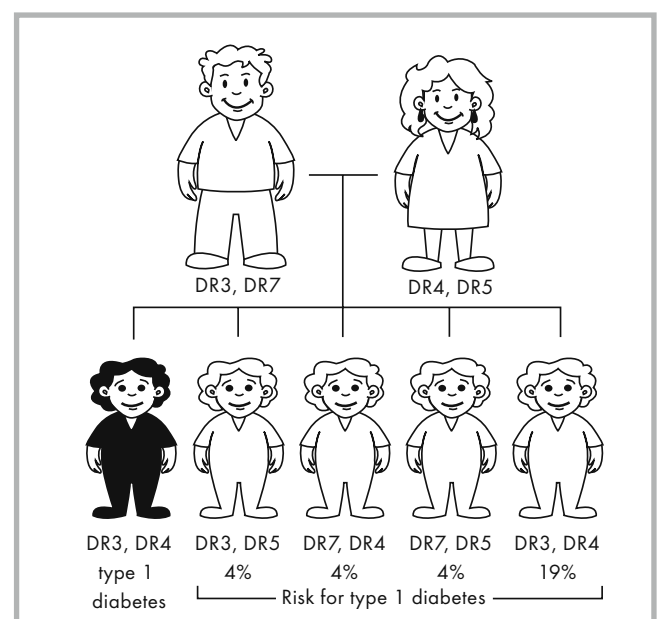 DR3, DR7
DR4, DR5
DR3, DR4 DR3, DR5 DR7, DR4 DR7, DR5 DR3, DR4
type 1 4% 4% 4% 19%
diabetes Risk for type 1 diabetes